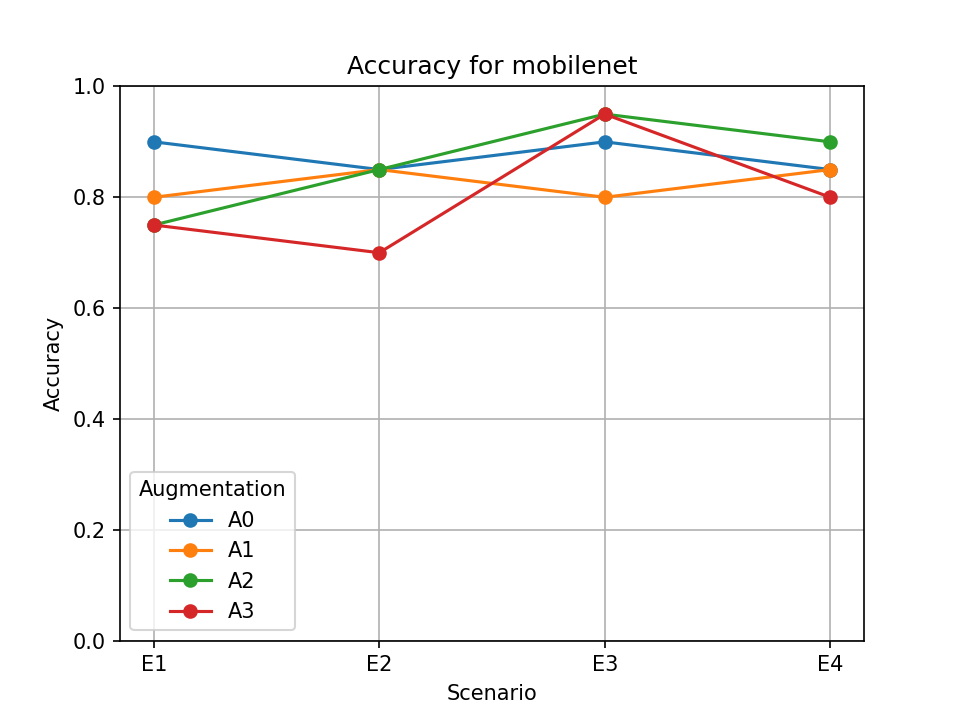 Accuracy for mobilenet
1.0
0.8
0.6
0.4
0.2
0.0
Accuracy
Augmentation
A0
A1
A2
A3
E1 E2 E3 E4
Scenario